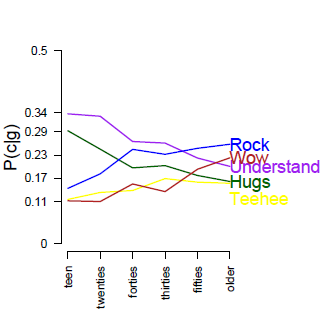 0.5
0.34
0.29
0.23
0.17
0.11
0
P(c|g)
Rock
Wow
Understand
Hugs
Teehee
teen
twenties
forties
thirties
fifties
older